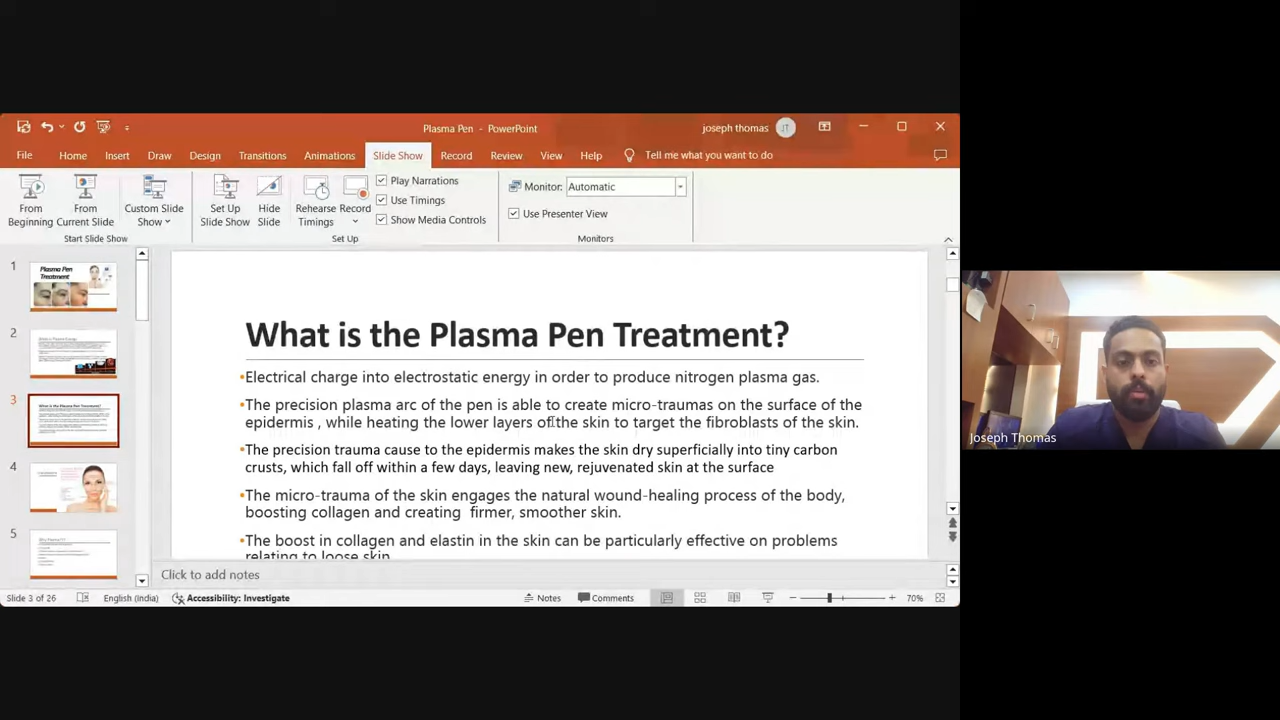 Plasma Pen - PowerPoint
joseph thomas
JT
File Home Insert Draw Design Transitions Animations Slide Show Record Review View Help Tell me what you want to do
From Beginning
From Current Slide
Custom Slide Show
Set Up Slide Show
Hide Slide
Rehearse Timings
Record
Play Narrations
Use Timings
Show Media Controls
Monitor: Automatic
Use Presenter View
Start Slide Show
Set Up
Monitors
1
Plasma Pen
Treatment
2
3
4
5
What is the Plasma Pen Treatment?
•Electrical charge into electrostatic energy in order to produce nitrogen plasma gas.
•The precision plasma arc of the pen is able to create micro-traumas on the surface of the
epidermis , while heating the lower layers of the skin to target the fibroblasts of the skin.
•The precision trauma cause to the epidermis makes the skin dry superficially into tiny carbon
crusts, which fall off within a few days, leaving new, rejuvenated skin at the surface
•The micro-trauma of the skin engages the natural wound-healing process of the body,
boosting collagen and creating  firmer, smoother skin.
•The boost in collagen and elastin in the skin can be particularly effective on problems
relating to loose skin
Click to add notes
Slide 3 of 26 English (India) Accessibility: Investigate Notes Comments 70%
Joseph Thomas